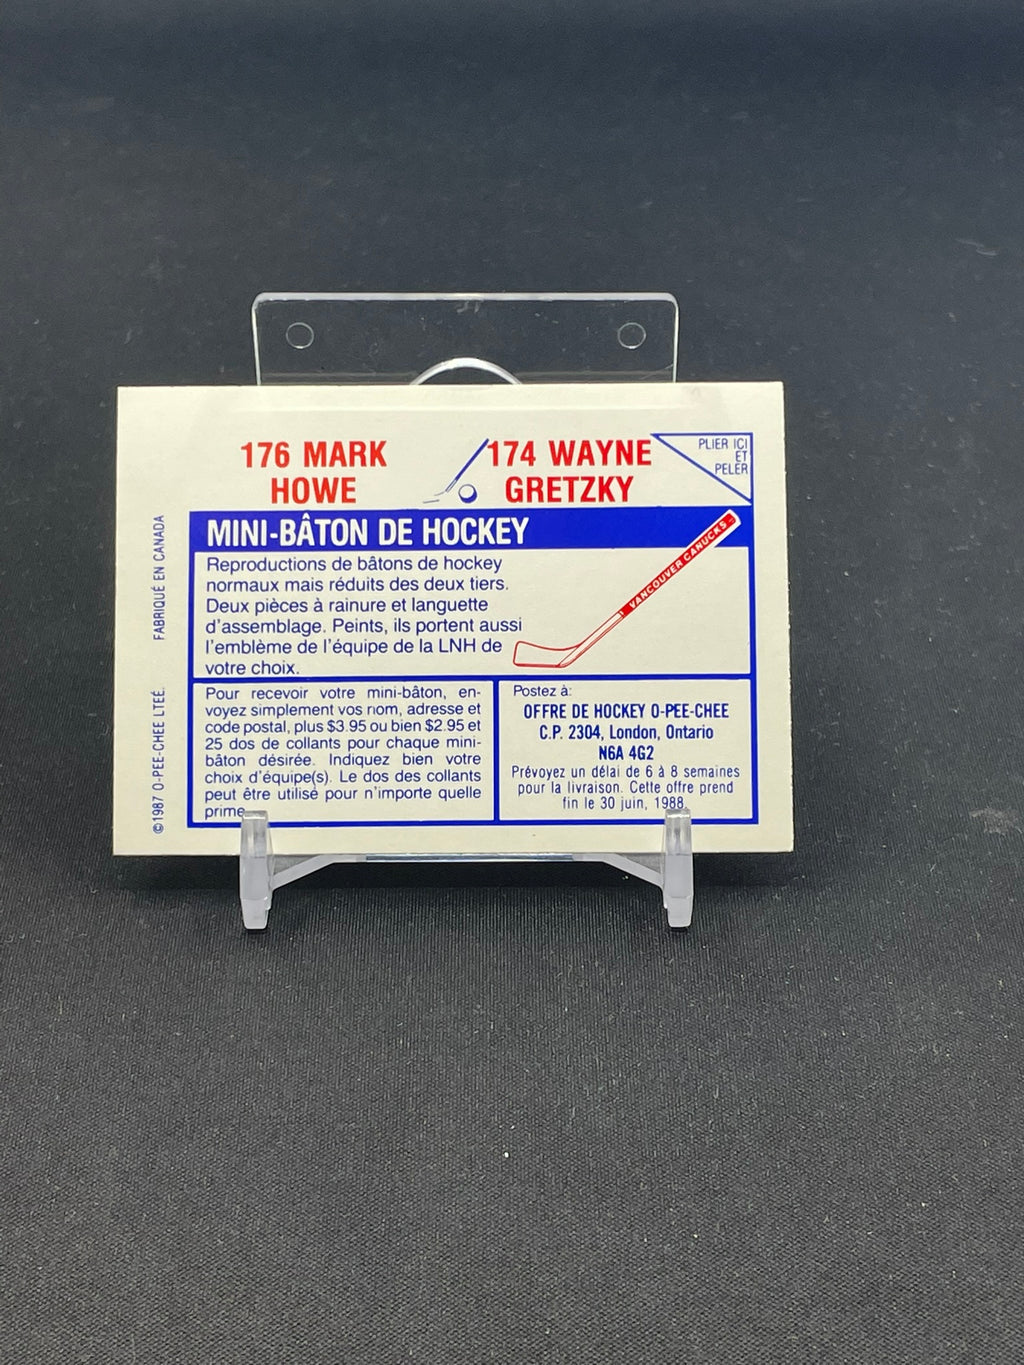 176 MARK
HOWE
174 WAYNE
GRETZKY
PLIER ICI
ET
PELER
MINI-BÂTON DE HOCKEY
Reproductions de bâtons de hockey
normaux mais réduits des deux tiers.
Deux pièces à rainure et languette
d'assemblage. Peints, ils portent aussi
l'emblème de l'équipe de la LNH de
votre choix.
VANCOUVER CANUCKS
Pour recevoir votre mini-bâton, en-
voyez simplement vos nom, adresse et
code postal, plus $3.95 ou bien $2.95 et
25 dos de collants pour chaque mini-
bâton désirée. Indiquez bien votre
choix d'équipe(s). Le dos des collants
peut être utilisé pour n'importe quelle
prime.
Postez à:
OFFRE DE HOCKEY O-PEE-CHEE
C.P. 2304, London, Ontario
N6A 4G2
Prévoyez un délai de 6 à 8 semaines
pour la livraison. Cette offre prend
fin le 30 juin, 1988.
©1987 O-PEE-CHEE LTEÉ. FABRIQUÉ EN CANADA